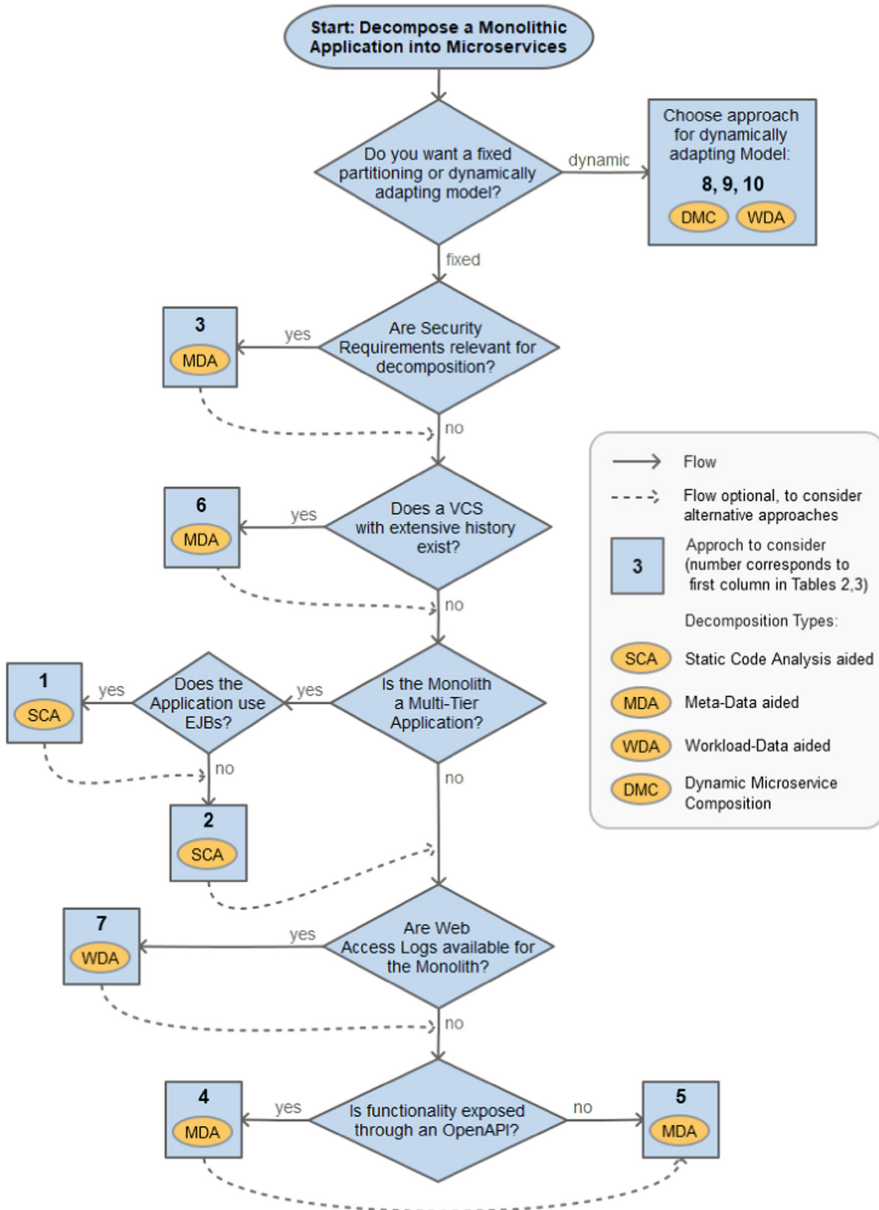 Start: Decompose a Monolithic
Application into Microservices
Do you want a fixed
partitioning or dynamically
adapting model?
dynamic
Choose approach
for dynamically
adapting Model:
8, 9, 10
DMC
WDA
fixed
Are Security
Requirements relevant for
decomposition?
yes
3
MDA
no
Does a VCS
with extensive history
exist?
yes
6
MDA
no
Is the Monolith
a Multi-Tier
Application?
yes
Does the
Application use
EJBs?
yes
1
SCA
no
2
SCA
no
Are Web
Access Logs available for
the Monolith?
yes
7
WDA
no
Is functionality exposed
through an OpenAPI?
yes
4
MDA
no
5
MDA
Flow
Flow optional, to consider
alternative approaches
3
Approch to consider
(number corresponds to
first column in Tables 2,3)
Decomposition Types:
SCA
Static Code Analysis aided
MDA
Meta-Data aided
WDA
Workload-Data aided
DMC
Dynamic Microservice
Composition